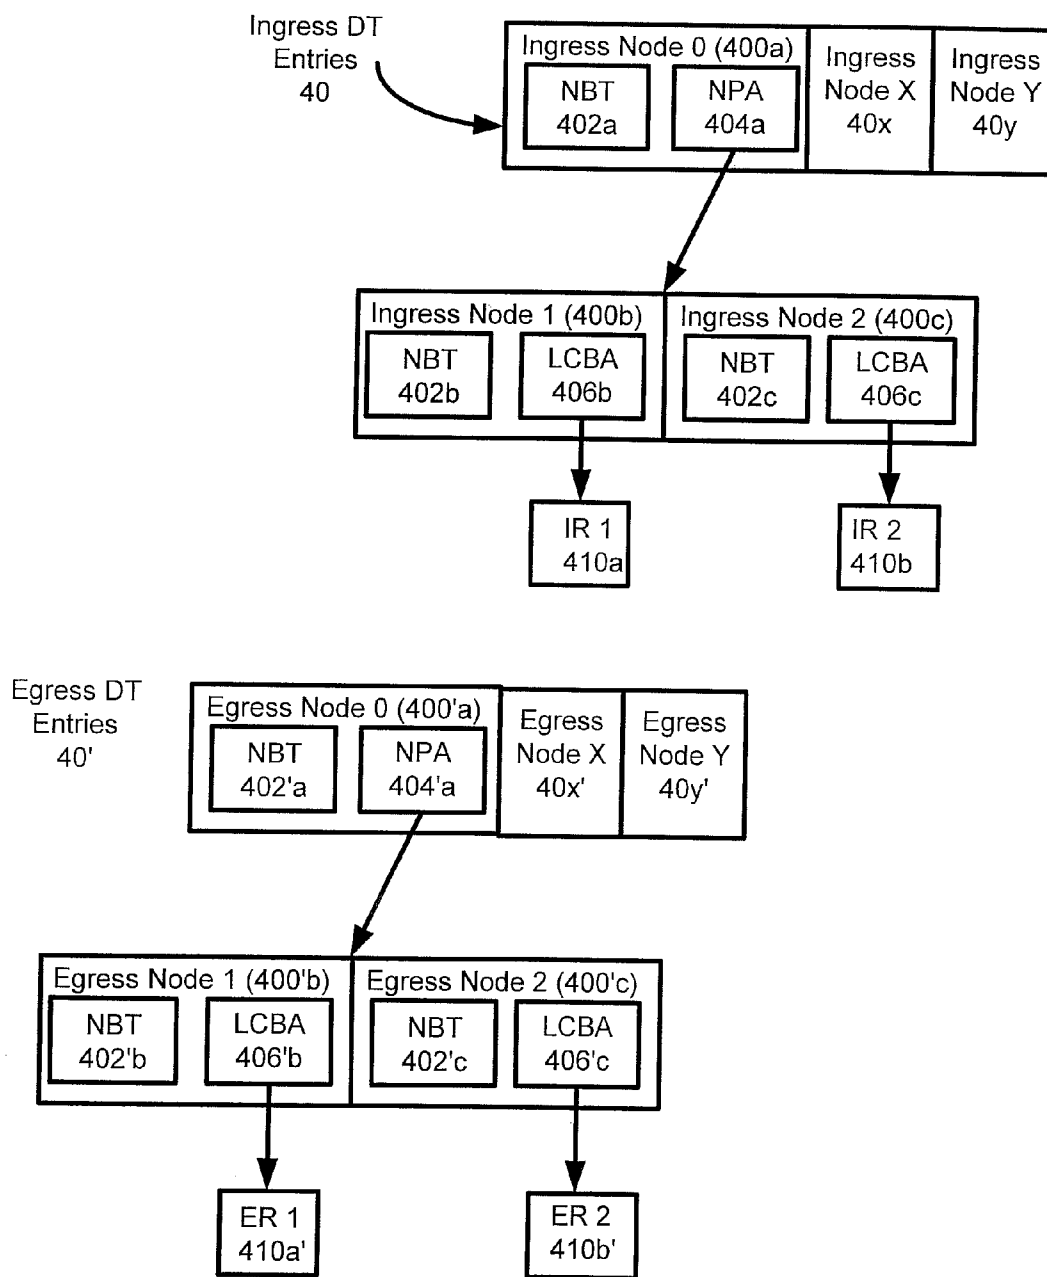 Ingress DT
Entries
40
Ingress Node 0 (400a)
NBT
402a
NPA
404a
Ingress
Node X
40x
Ingress
Node Y
40y
Ingress Node 1 (400b)
NBT
402b
LCBA
406b
Ingress Node 2 (400c)
NBT
402c
LCBA
406c
IR 1
410a
IR 2
410b
Egress DT
Entries
40'
Egress Node 0 (400'a)
NBT
402'a
NPA
404'a
Egress
Node X
40x'
Egress
Node Y
40y'
Egress Node 1 (400'b)
NBT
402'b
LCBA
406'b
Egress Node 2 (400'c)
NBT
402'c
LCBA
406'c
ER 1
410a'
ER 2
410b'